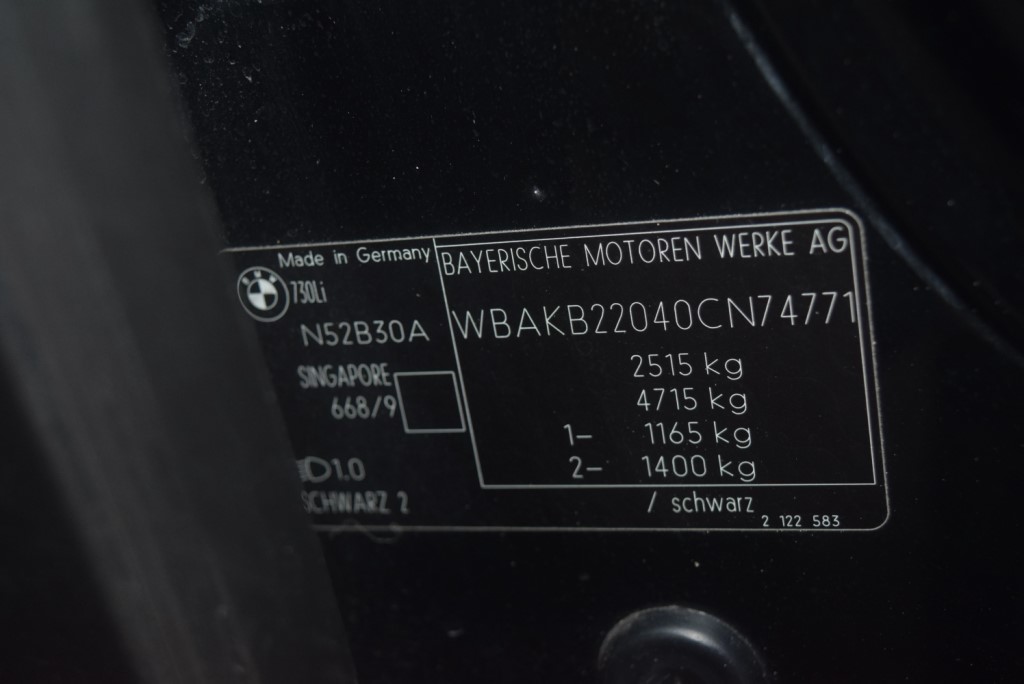 Made in Germany
BMW
730Li
N52B30A
SINGAPORE
668/9
1.0
SCHWARZ 2
BAYERISCHE MOTOREN WERKE AG
WBAKB22040CN74771
2515 kg
4715 kg
1– 1165 kg
2– 1400 kg
/ schwarz
2 122 583